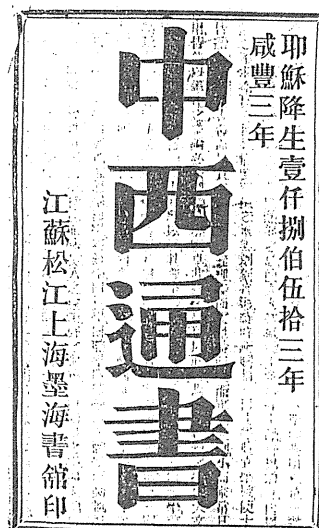 耶穌降生壹仟捌伯伍拾三年
咸豐三年
中西通書
江蘇松江上海墨海書舘印